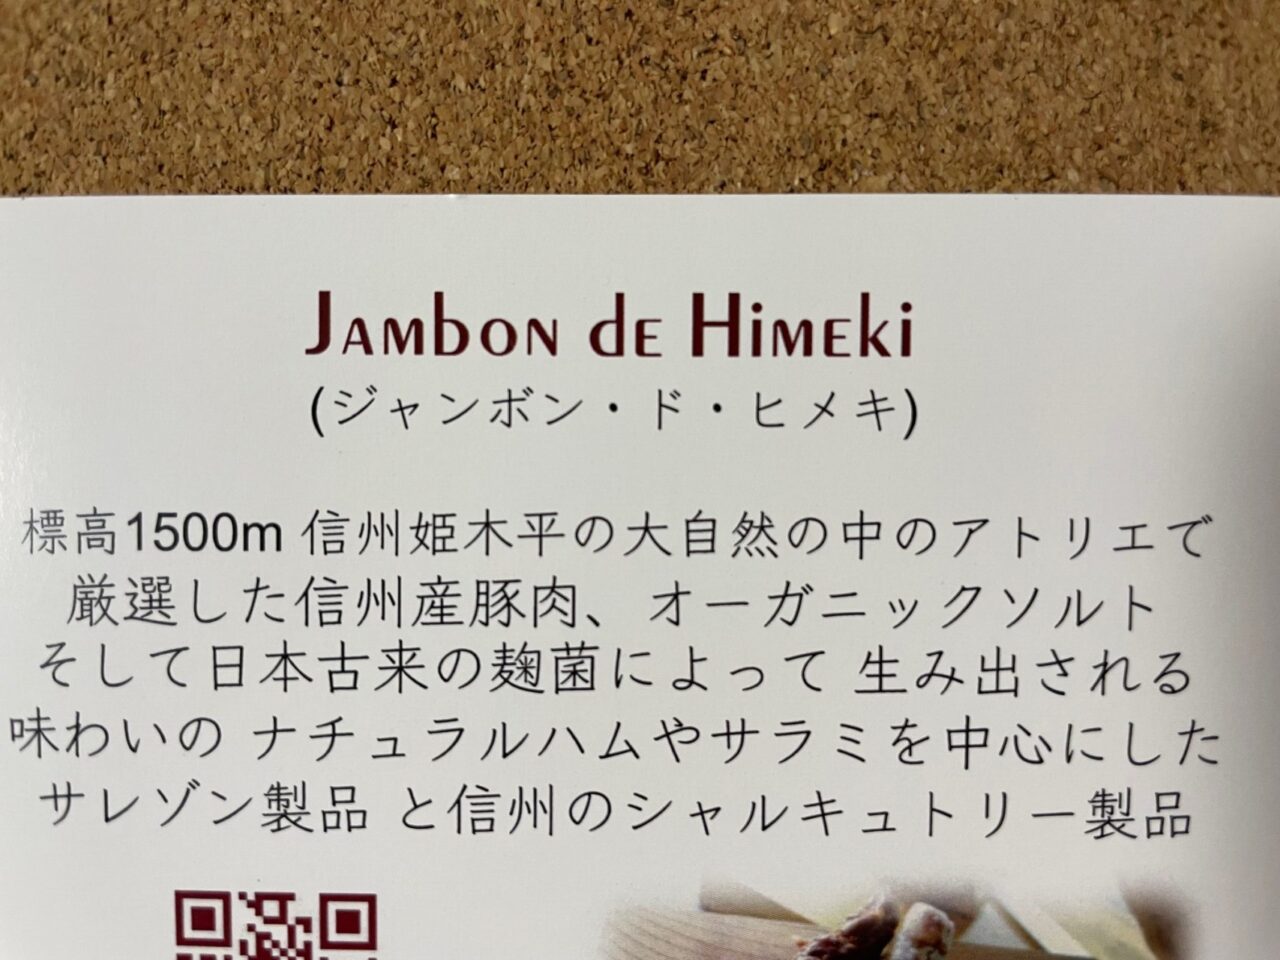 Jambon de Himeki
(ジャンボン・ド・ヒメキ)
標高1500m 信州姫木平の大自然の中のアトリエで
厳選した信州産豚肉、オーガニックソルト
そして日本古来の麹菌によって 生み出される
味わいの ナチュラルハムやサラミを中心にした
サレゾン製品 と信州のシャルキュトリー製品